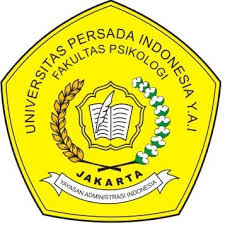 UNIVERSITAS PERSADA INDONESIA Y.A.I
FAKULTAS PSIKOLOGI
JAKARTA
YAYASAN ADMINISTRASI INDONESIA